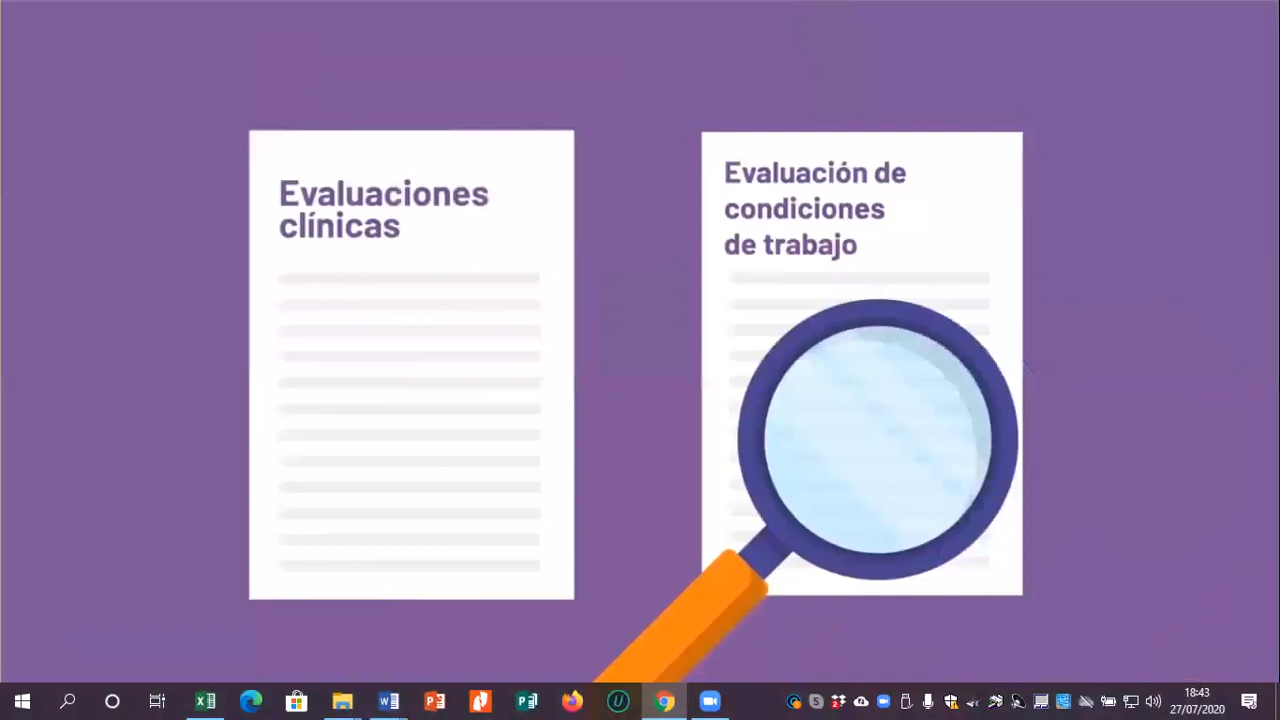 Evaluaciones
clínicas
Evaluación de
condiciones
de trabajo
18:43
27/07/2020